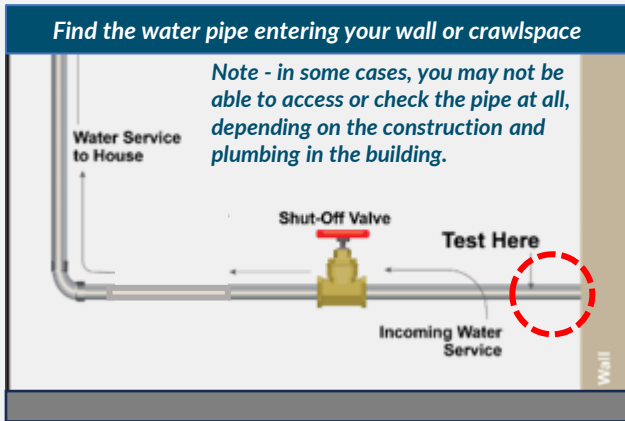 Find the water pipe entering your wall or crawlspace
Note - in some cases, you may not be
able to access or check the pipe at all,
depending on the construction and
plumbing in the building.
Water Service
to House
Shut-Off Valve
Test Here
Incoming Water
Service
Wall